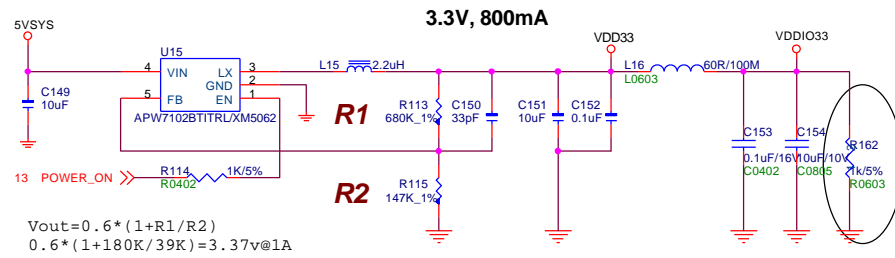 3.3V, 800mA
5VSYS
U15
4 VIN LX 3
GND 2
5 FB EN 1
APW7102BTITRL/XM5062
C149
10uF
L15 2.2uH
VDD33
L16 60R/100M
L0603
VDDIO33
R1
R113
680K_1%
C150
33pF
C151
10uF
C152
0.1uF
C153
0.1uF/16V
C0402
C154
10uF/10V
C0805
R162
1k/5%
R0603
13 POWER_ON
R114 1K/5%
R0402
R2
R115
147K_1%
Vout=0.6*(1+R1/R2)
0.6*(1+180K/39K)=3.37v@1A